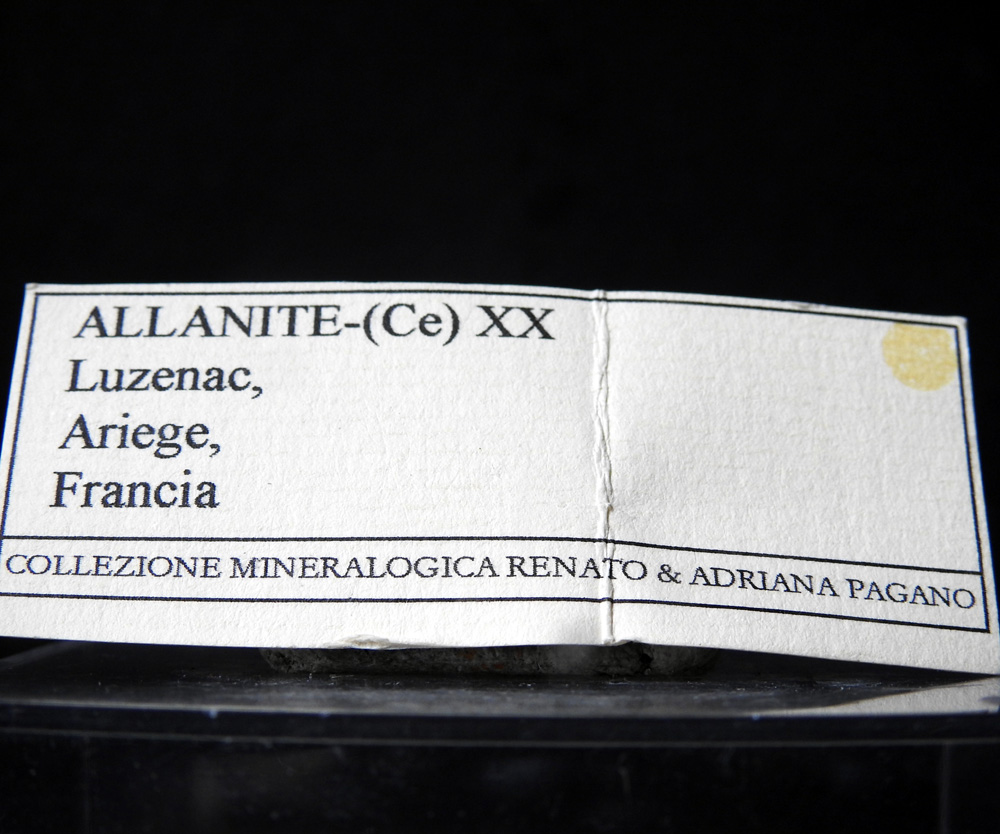 ALLANITE-(Ce) XX
Luzenac,
Ariege,
Francia
COLLEZIONE MINERALOGICA RENATO & ADRIANA PAGANO